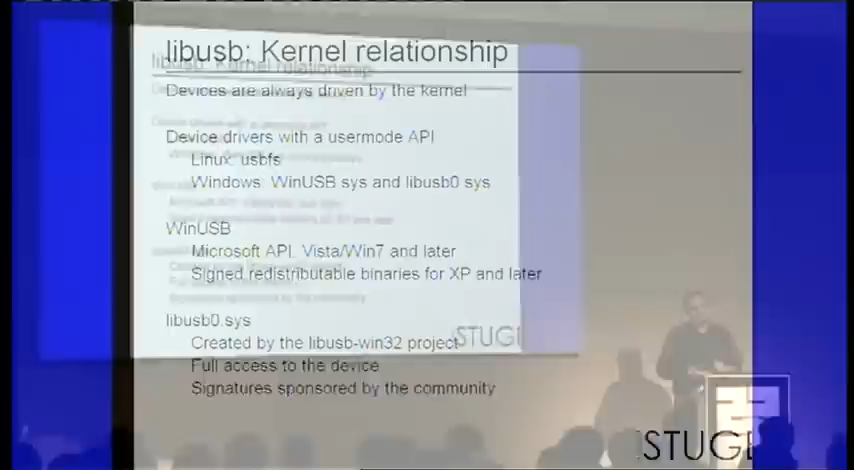 libusb: Kernel relationship
Devices are always driven by the kernel
Device drivers with a usermode API
Linux: usbfs
Windows: WinUSB sys and libusb0 sys
WinUSB
Microsoft API. Vista/Win7 and later
Signed redistributable binaries for XP and later
libusb0.sys
Created by the libusb-win32 project
Full access to the device
Signatures sponsored by the community
STUGE